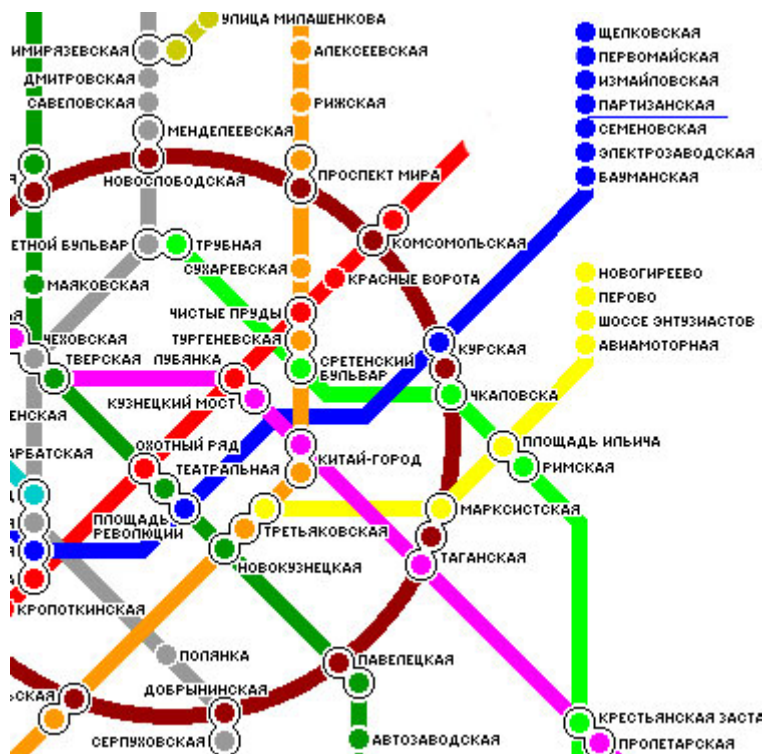 УЛИЦА МИЛАШЕНКОВА
ИМИРЯЗЕВСКАЯ
АЛЕКСЕЕВСКАЯ
ЩЕЛКОВСКАЯ
ПЕРВОМАЙСКАЯ
ДМИТРОВСКАЯ
ИЗМАЙЛОВСКАЯ
САВЕЛОВСКАЯ
РИЖСКАЯ
ПАРТИЗАНСКАЯ
МЕНДЕЛЕЕВСКАЯ
СЕМЕНОВСКАЯ
ЭЛЕКТРОЗАВОДСКАЯ
НОВОСЛОБОДСКАЯ
ПРОСПЕКТ МИРА
БАУМАНСКАЯ
ЕТНОЙ БУЛЬВАР
ТРУБНАЯ
КОМСОМОЛЬСКАЯ
СУХАРЕВСКАЯ
КРАСНЫЕ ВОРОТА
НОВОГИРЕЕВО
МАЯКОВСКАЯ
ПЕРОВО
ЧИСТЫЕ ПРУДЫ
ШОССЕ ЭНТУЗИАСТОВ
ЧЕХОВСКАЯ
ТУРГЕНЕВСКАЯ
КУРСКАЯ
АВИАМОТОРНАЯ
ТВЕРСКАЯ
ЛУБЯНКА
СРЕТЕНСКИЙ
БУЛЬВАР
ЧКАЛОВСКА
КУЗНЕЦКИЙ МОСТ
ЕНСКАЯ
ОХОТНЫЙ РЯД
ПЛОЩАДЬ ИЛЬИЧА
АРБАТСКАЯ
ТЕАТРАЛЬНАЯ
КИТАЙ-ГОРОД
РИМСКАЯ
ПЛОЩАДЬ
РЕВОЛЮЦИИ
ТРЕТЬЯКОВСКАЯ
МАРКСИСТСКАЯ
ТАГАНСКАЯ
НОВОКУЗНЕЦКАЯ
КРОПОТКИНСКАЯ
ПОЛЯНКА
ПАВЕЛЕЦКАЯ
ЬСКАЯ
ДОБРЫНИНСКАЯ
КРЕСТЬЯНСКАЯ ЗАСТА
СЕРПУХОВСКАЯ
АВТОЗАВОДСКАЯ
ПРОЛЕТАРСКАЯ